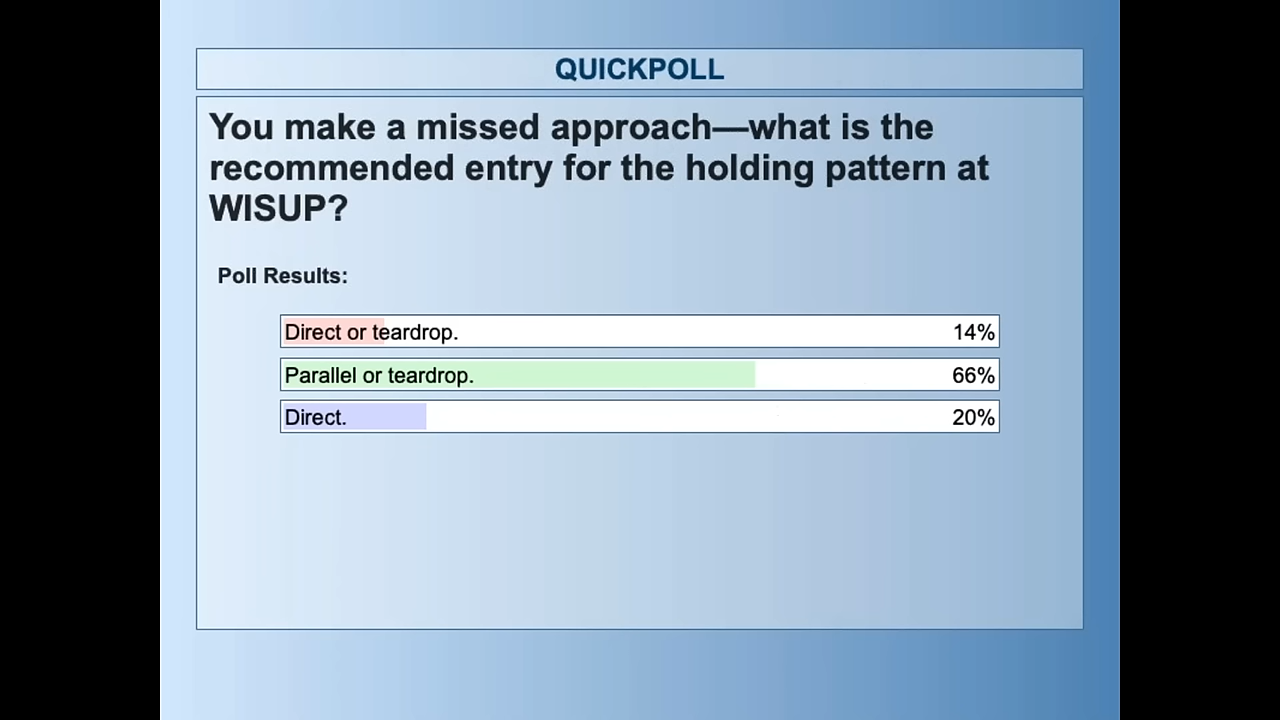 QUICKPOLL
You make a missed approach—what is the
recommended entry for the holding pattern at
WISUP?
Poll Results:
Direct or teardrop. 14%
Parallel or teardrop. 66%
Direct. 20%